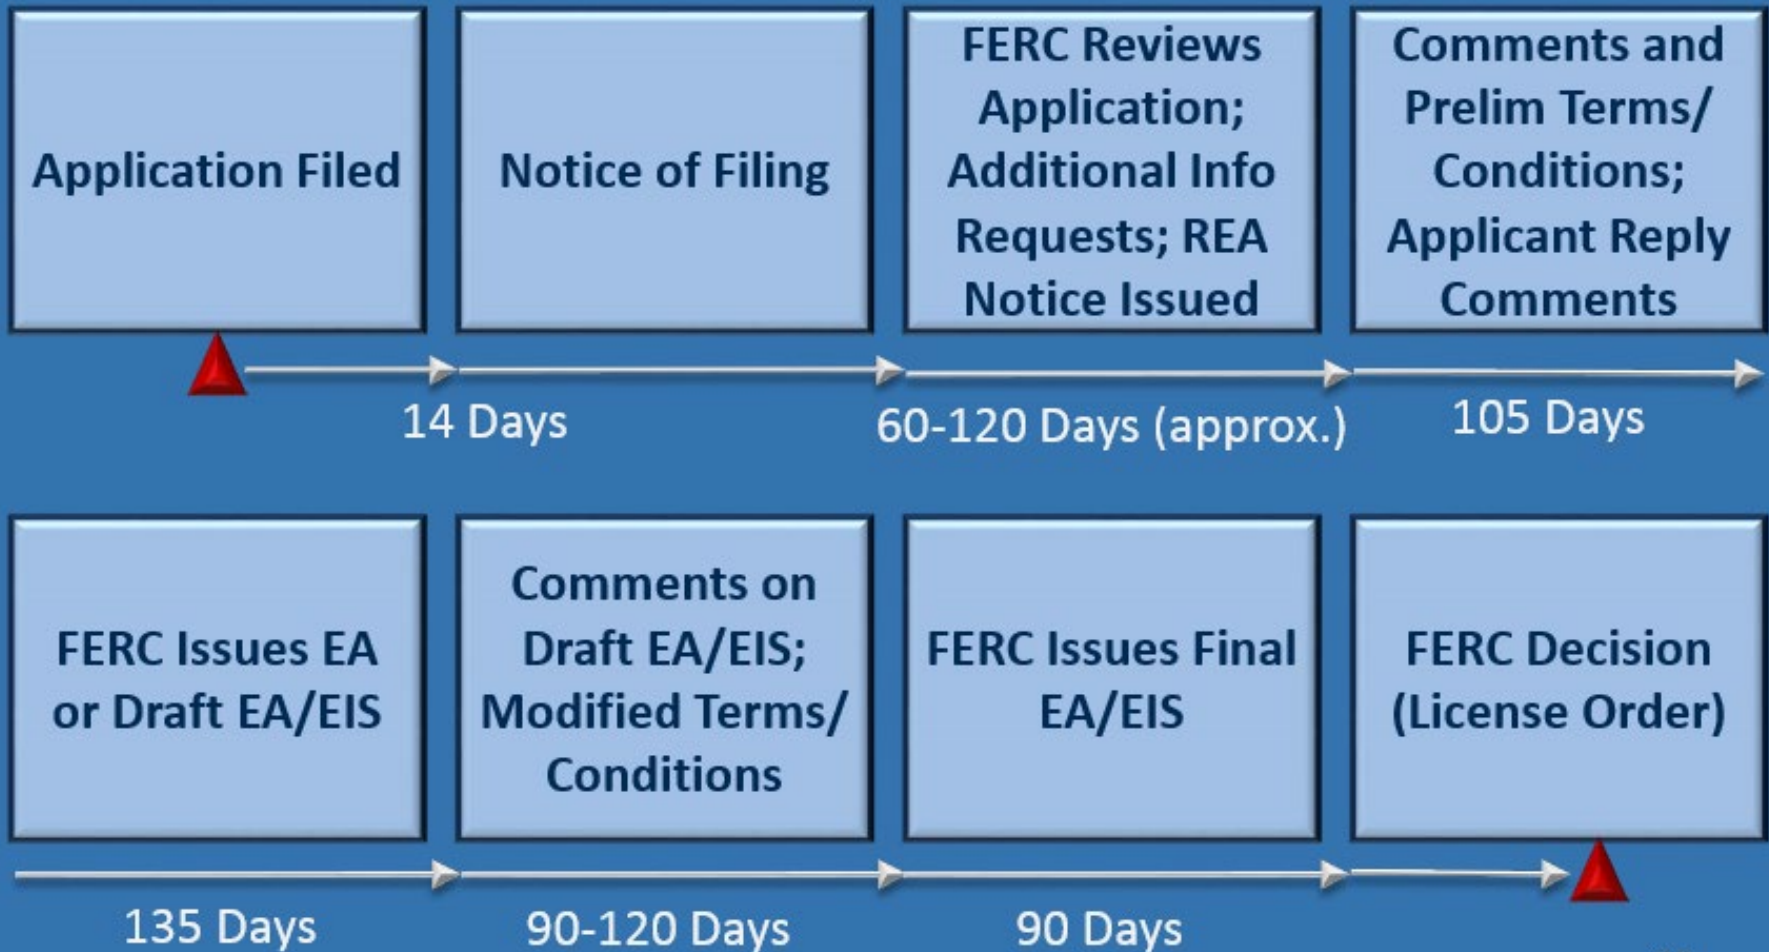 Application Filed
Notice of Filing
FERC Reviews
Application;
Additional Info
Requests; REA
Notice Issued
Comments and
Prelim Terms/
Conditions;
Applicant Reply
Comments
14 Days
60-120 Days (approx.)
105 Days
FERC Issues EA
or Draft EA/EIS
Comments on
Draft EA/EIS;
Modified Terms/
Conditions
FERC Issues Final
EA/EIS
FERC Decision
(License Order)
135 Days
90-120 Days
90 Days